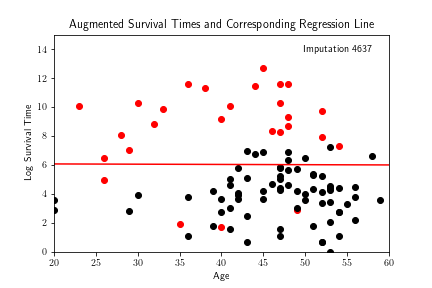 Augmented Survival Times and Corresponding Regression Line
Imputation 4637
Log Survival Time
14
12
10
8
6
4
2
0
20 25 30 35 40 45 50 55 60
Age